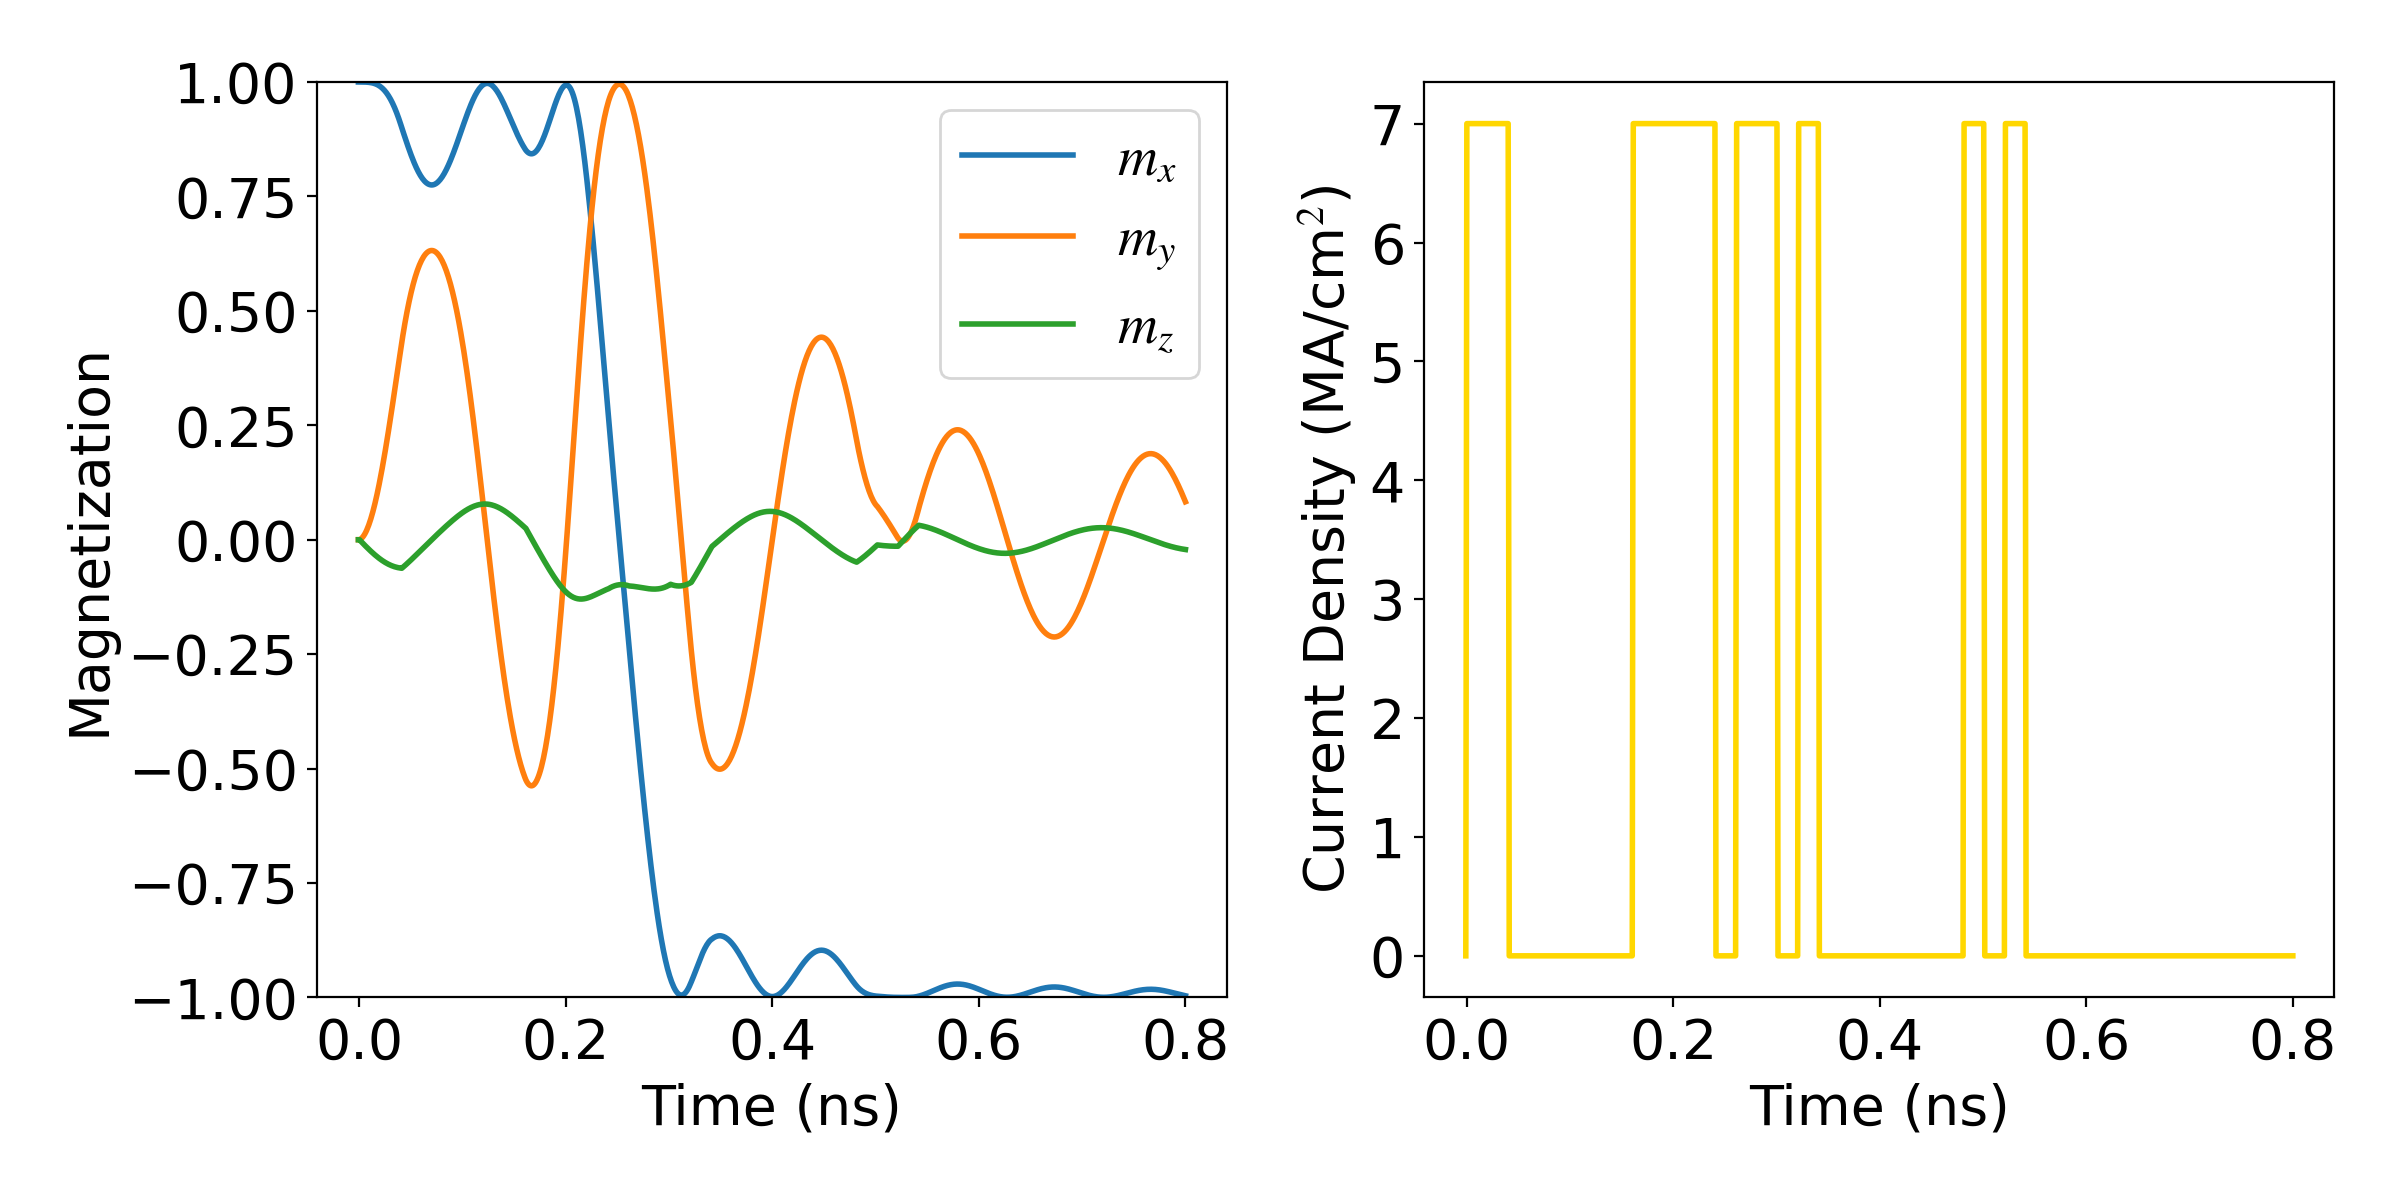 Magnetization
1.00
0.75
0.50
0.25
0.00
−0.25
−0.50
−0.75
−1.00
0.0 0.2 0.4 0.6 0.8
Time (ns)
m_x
m_y
m_z
Current Density (MA/cm²)
7
6
5
4
3
2
1
0
0.0 0.2 0.4 0.6 0.8
Time (ns)